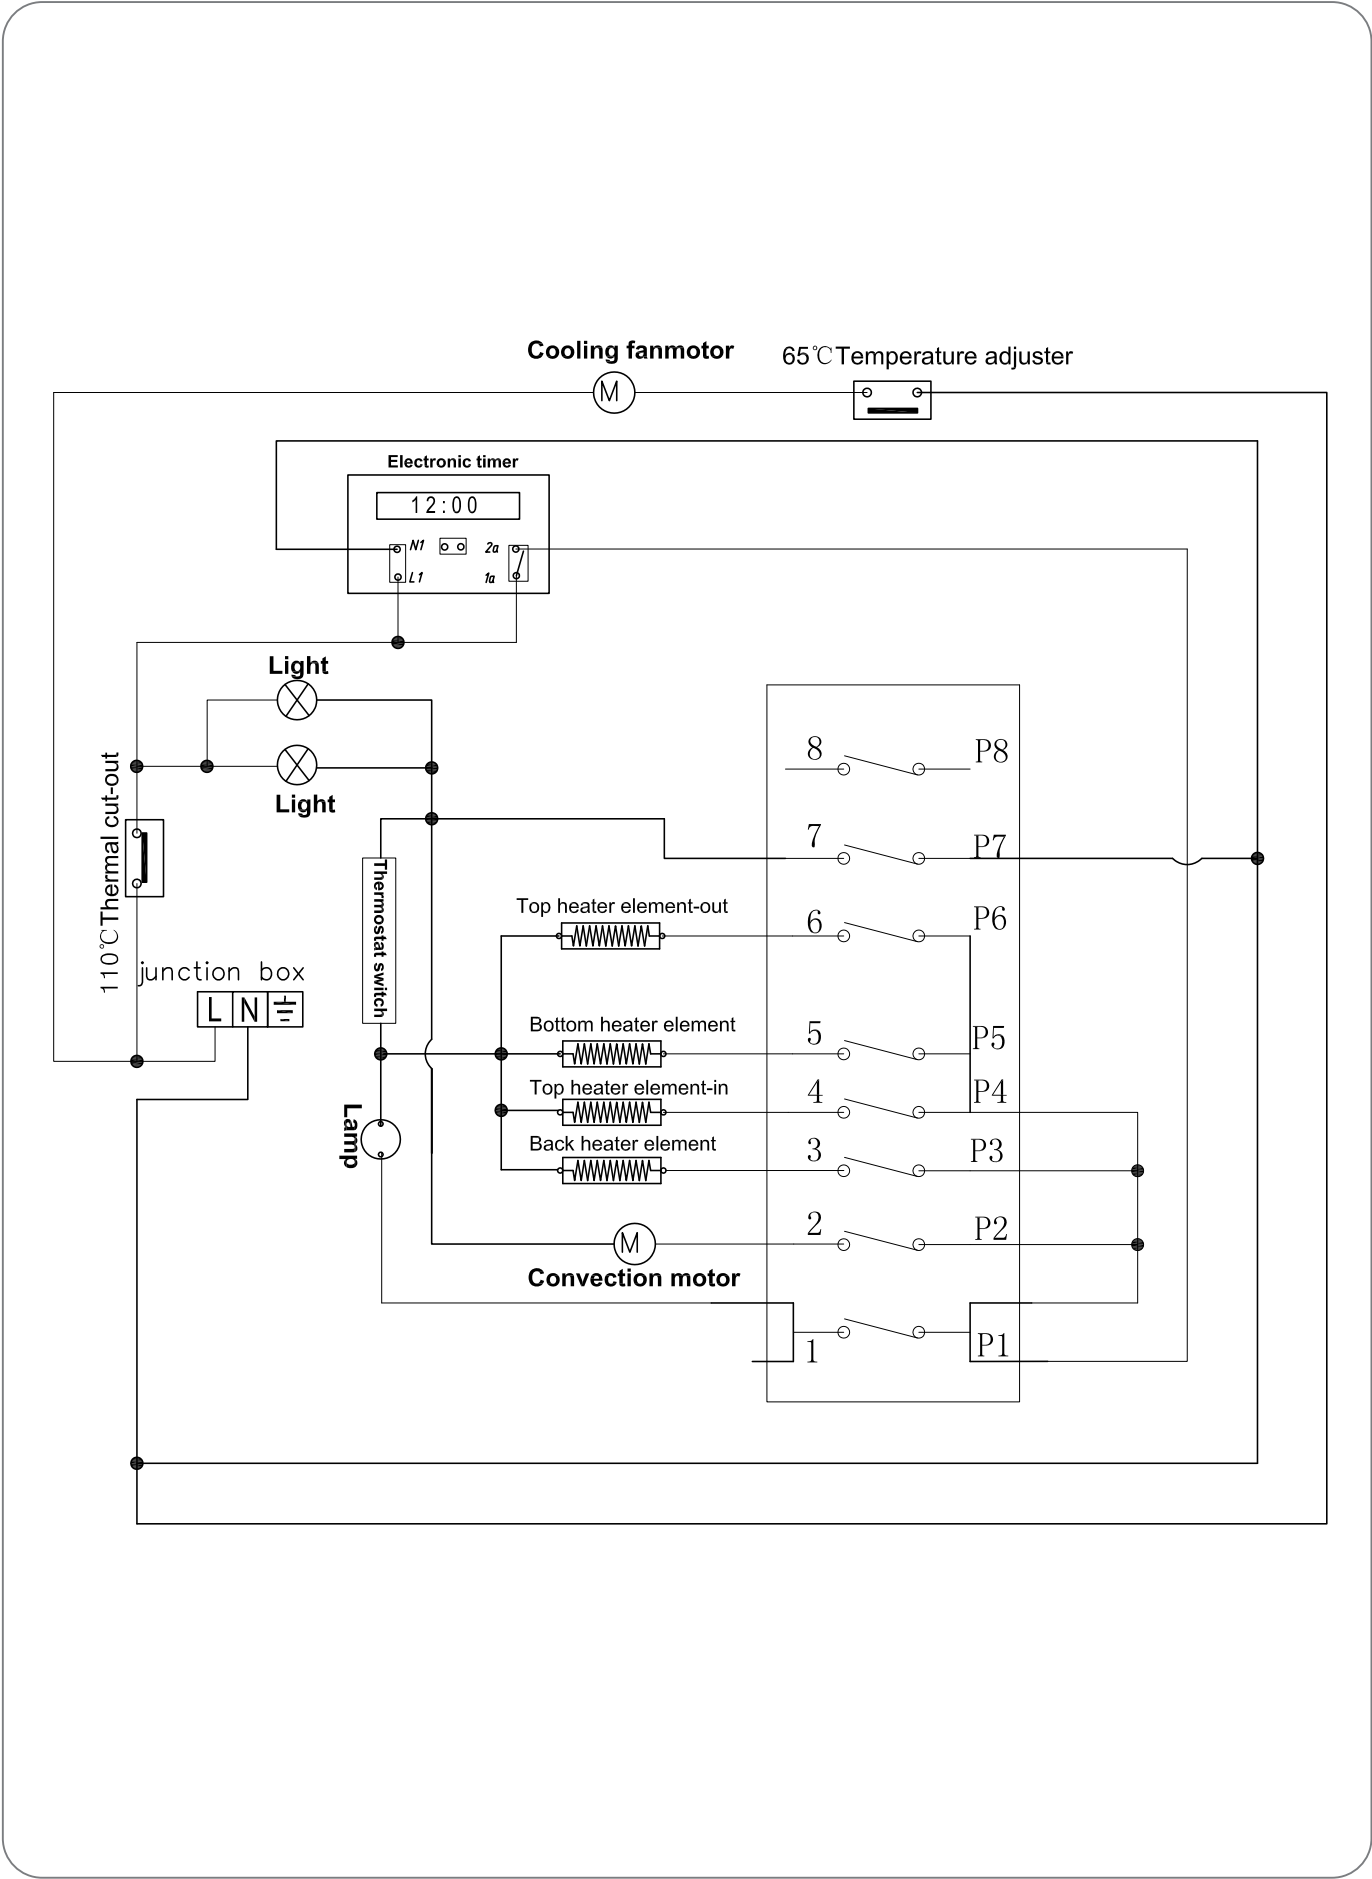 Cooling fanmotor
65℃Temperature adjuster
M
Electronic timer
12:00
N1
2a
L1
1a
Light
Light
110℃Thermal cut-out
junction box
L N
Thermostat switch
Lamp
8 P8
7 P7
Top heater element-out
6 P6
Bottom heater element
5 P5
Top heater element-in
4 P4
Back heater element
3 P3
2 P2
M
Convection motor
1 P1